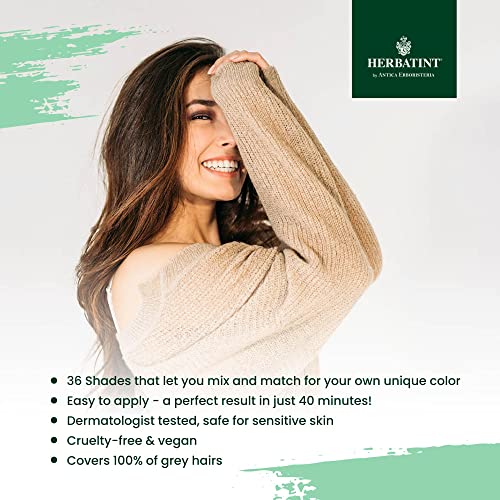 HERBATINT®
by ANTICA ERBORISTERIA
• 36 Shades that let you mix and match for your own unique color
• Easy to apply - a perfect result in just 40 minutes!
• Dermatologist tested, safe for sensitive skin
• Cruelty-free & vegan
• Covers 100% of grey hairs